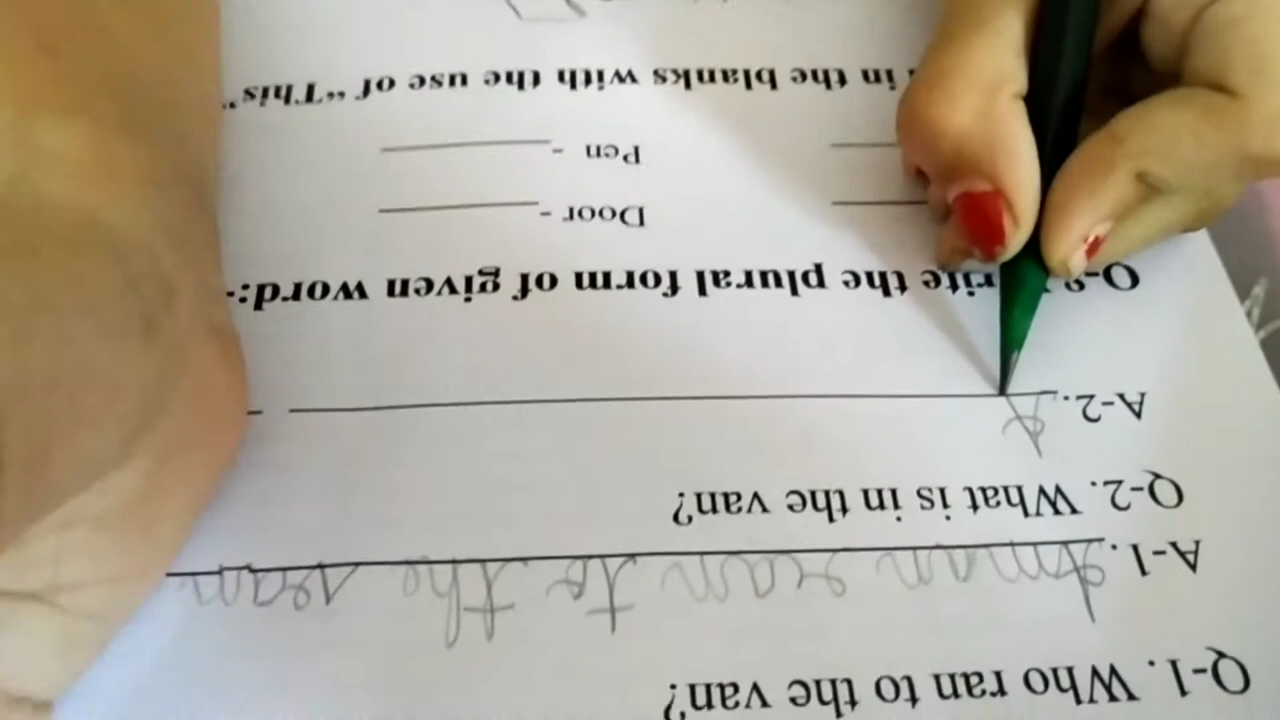 Q-1. Who ran to the van?
A-1. Aman ran to the van
Q-2. What is in the van?
A-2. A
rite the plural form of given word:-
Door -
Pen -
in the blanks with the use of “This”